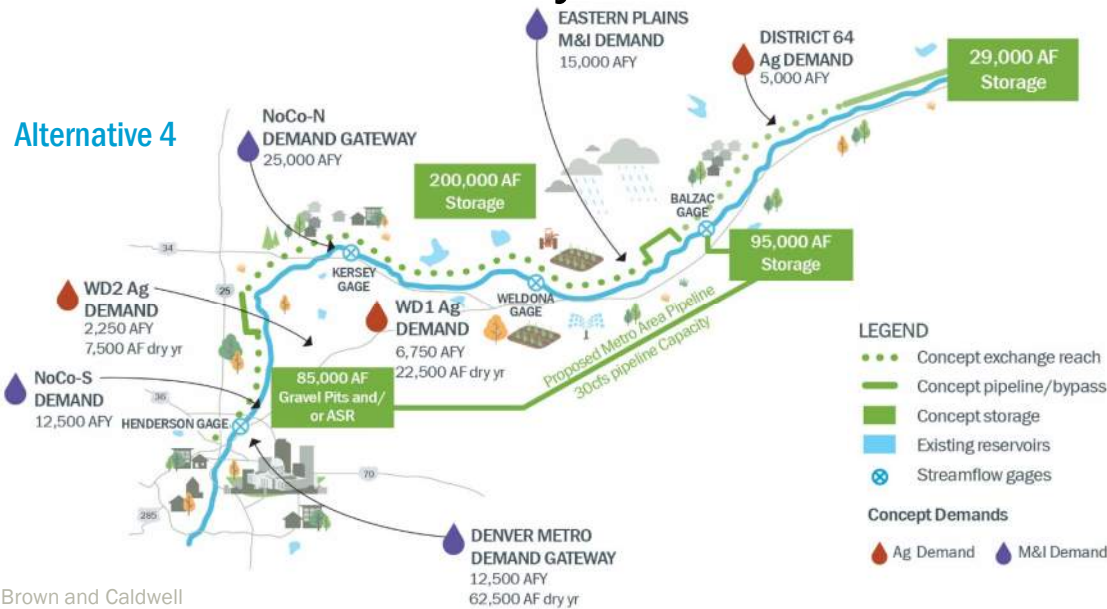 EASTERN PLAINS
M&I DEMAND
15,000 AFY
DISTRICT 64
Ag DEMAND
5,000 AFY
29,000 AF
Storage
Alternative 4
NoCo-N
DEMAND GATEWAY
25,000 AFY
200,000 AF
Storage
BALZAC
GAGE
95,000 AF
Storage
34
KERSEY
GAGE
WELDONA
GAGE
25
WD2 Ag
DEMAND
2,250 AFY
7,500 AF dry yr
WD1 Ag
DEMAND
6,750 AFY
22,500 AF dry yr
Proposed Metro Area Pipeline
30cfs pipeline Capacity
NoCo-S
DEMAND
12,500 AFY
36
HENDERSON GAGE
85,000 AF
Gravel Pits and/
or ASR
70
285
DENVER METRO
DEMAND GATEWAY
12,500 AFY
62,500 AF dry yr
LEGEND
Concept exchange reach
Concept pipeline/bypass
Concept storage
Existing reservoirs
Streamflow gages
Concept Demands
Ag Demand
M&I Demand
Brown and Caldwell